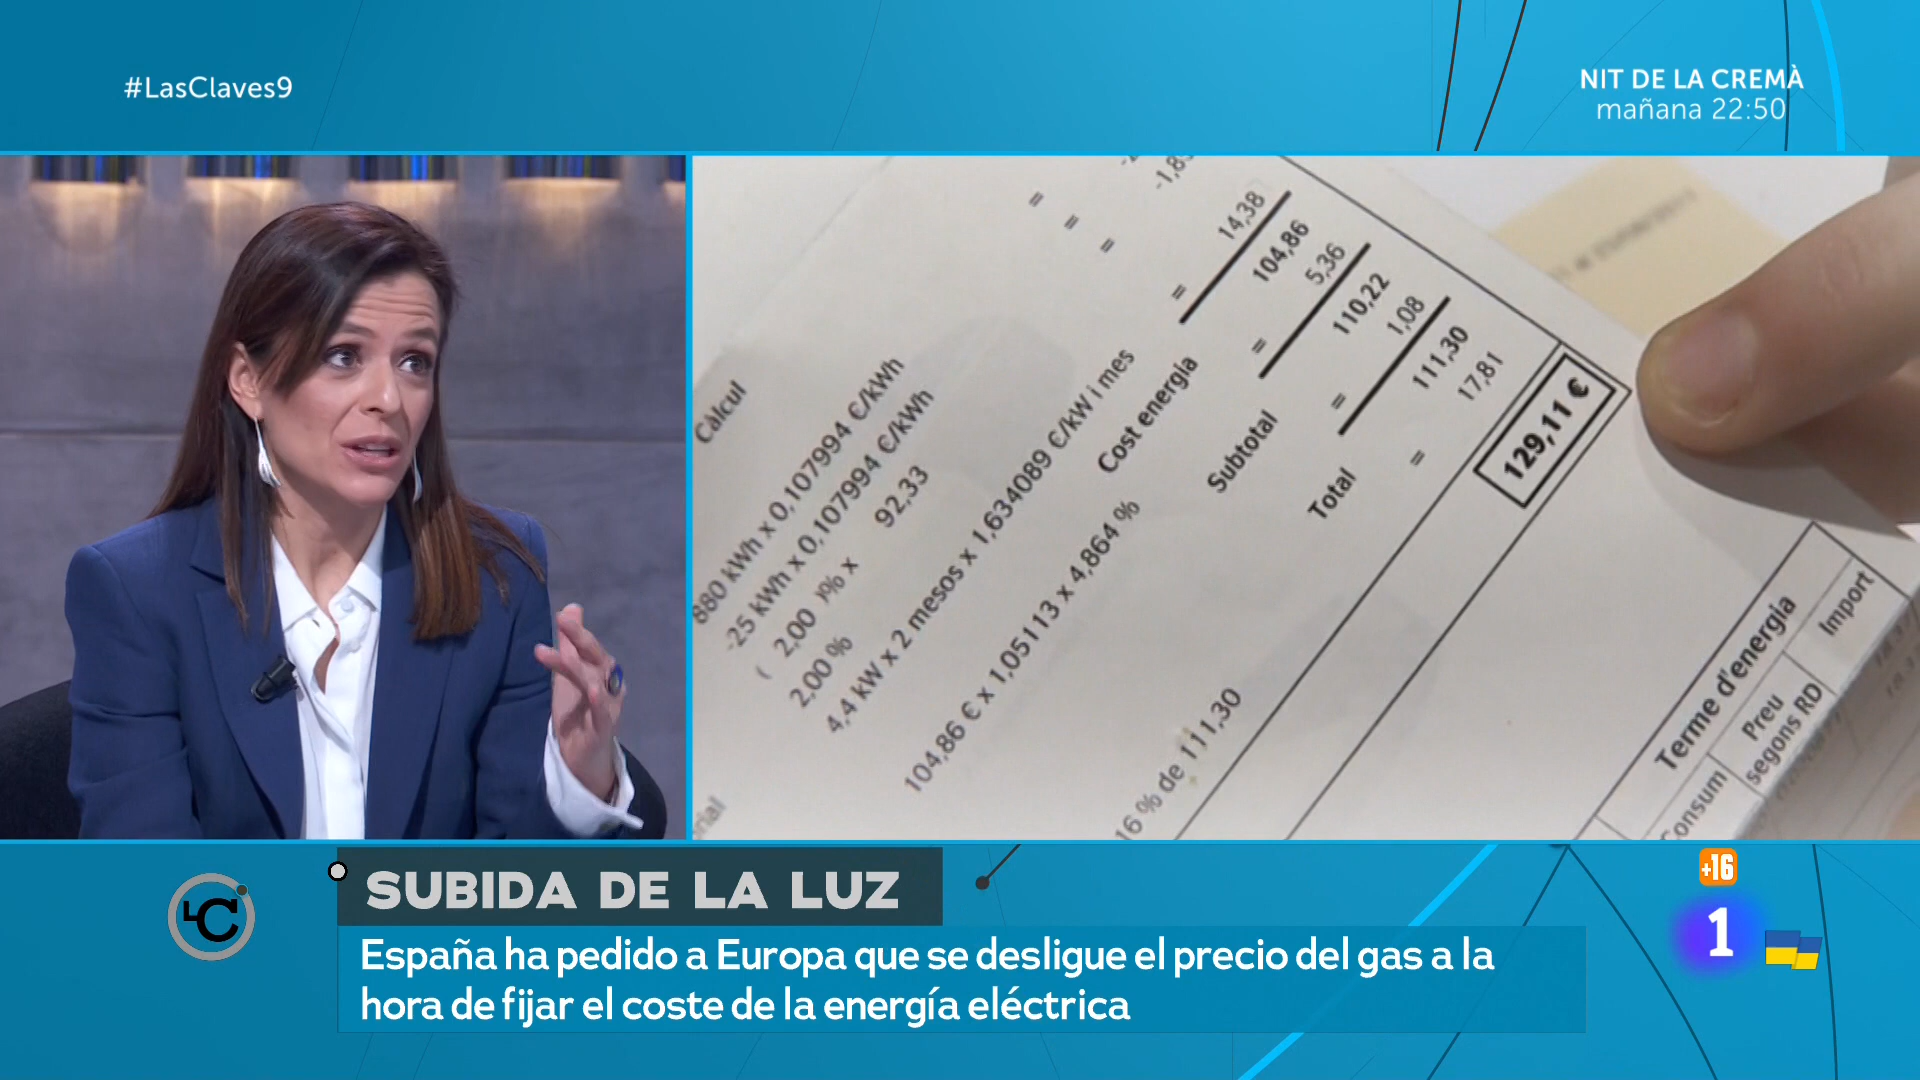 #LasClaves9
NIT DE LA CREMÀ
mañana 22:50
-1,83
14,38
104,86
5,36
110,22
1,08
111,30
17,81
129,11 €
Càlcul
880 kWh x 0,107994 €/kWh
-25 kWh x 0,107994 €/kWh
( 2,00 )% x 92,33
2,00 %
4,4 kW x 2 mesos x 1,634089 €/kW i mes
Cost energia
104,86 € x 1,05113 x 4,864 %
Subtotal
Total
16 % de 111,30
Terme d'energia
Consum
Preu
segons RD
Import
LC
SUBIDA DE LA LUZ
España ha pedido a Europa que se desligue el precio del gas a la
hora de fijar el coste de la energía eléctrica
+16
1